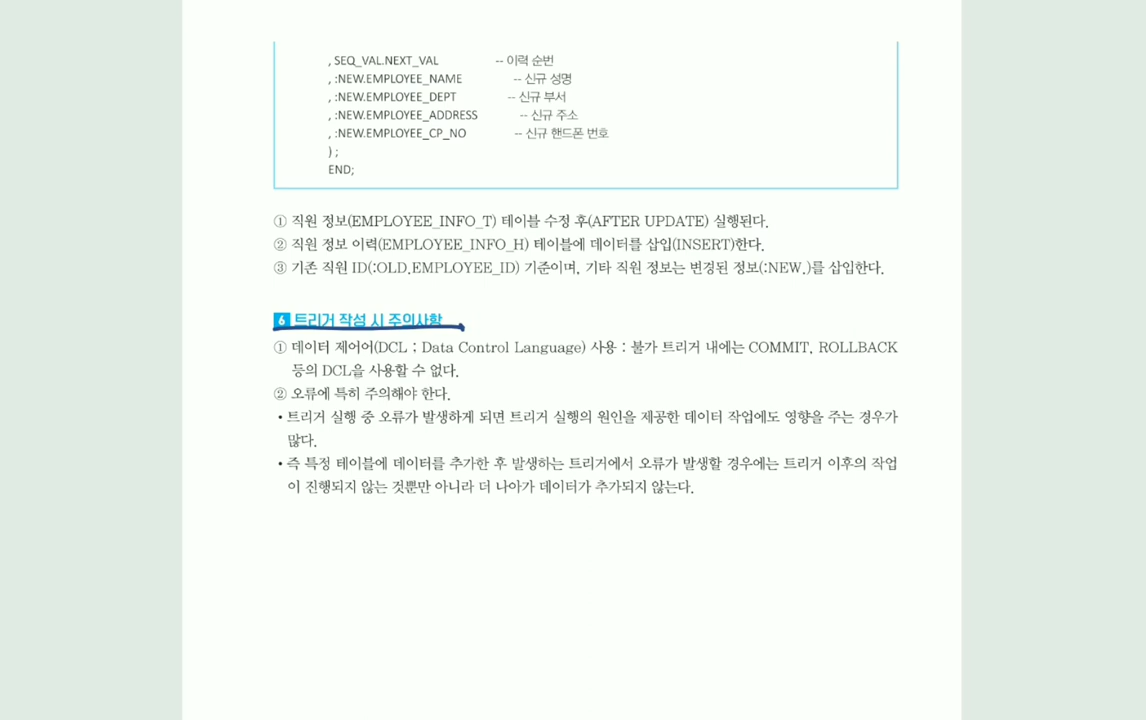 , SEQ_VAL.NEXT_VAL -- 이력 순번
, :NEW.EMPLOYEE_NAME -- 신규 성명
, :NEW.EMPLOYEE_DEPT -- 신규 부서
, :NEW.EMPLOYEE_ADDRESS -- 신규 주소
, :NEW.EMPLOYEE_CP_NO -- 신규 핸드폰 번호
) ;
END;
① 직원 정보(EMPLOYEE_INFO_T) 테이블 수정 후(AFTER UPDATE) 실행된다.
② 직원 정보 이력(EMPLOYEE_INFO_H) 테이블에 데이터를 삽입(INSERT)한다.
③ 기존 직원 ID(:OLD.EMPLOYEE_ID) 기준이며, 기타 직원 정보는 변경된 정보(:NEW.)를 삽입한다.
6 트리거 작성 시 주의사항
① 데이터 제어어(DCL ; Data Control Language) 사용 : 불가 트리거 내에는 COMMIT, ROLLBACK
등의 DCL을 사용할 수 없다.
② 오류에 특히 주의해야 한다.
• 트리거 실행 중 오류가 발생하게 되면 트리거 실행의 원인을 제공한 데이터 작업에도 영향을 주는 경우가
많다.
• 즉 특정 테이블에 데이터를 추가한 후 발생하는 트리거에서 오류가 발생할 경우에는 트리거 이후의 작업
이 진행되지 않는 것뿐만 아니라 더 나아가 데이터가 추가되지 않는다.